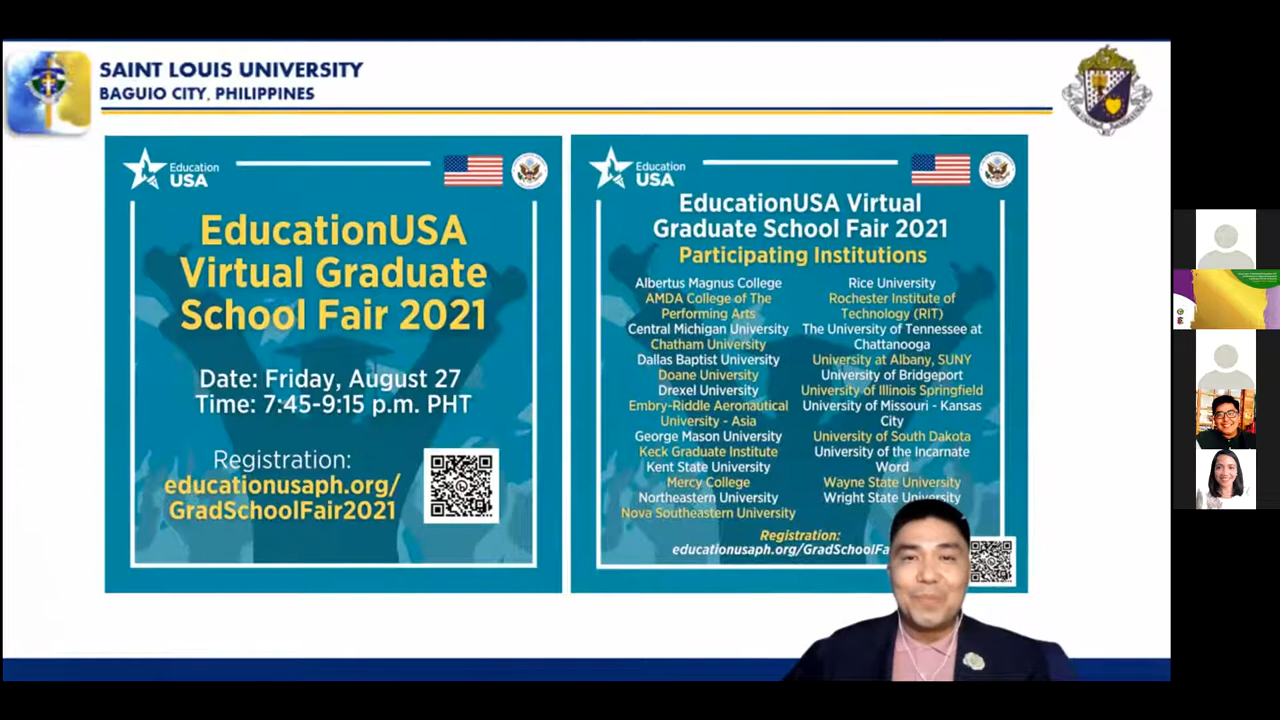 SAINT LOUIS UNIVERSITY
BAGUIO CITY, PHILIPPINES
Education
USA
EducationUSA
Virtual Graduate
School Fair 2021
Date: Friday, August 27
Time: 7:45-9:15 p.m. PHT
Registration:
educationusaph.org/
GradSchoolFair2021
Education
USA
EducationUSA Virtual
Graduate School Fair 2021
Participating Institutions
Albertus Magnus College
AMDA College of The
Performing Arts
Central Michigan University
Chatham University
Dallas Baptist University
Doane University
Drexel University
Embry-Riddle Aeronautical
University - Asia
George Mason University
Keck Graduate Institute
Kent State University
Mercy College
Northeastern University
Nova Southeastern University
Rice University
Rochester Institute of
Technology (RIT)
The University of Tennessee at
Chattanooga
University at Albany, SUNY
University of Bridgeport
University of Illinois Springfield
University of Missouri - Kansas
City
University of South Dakota
University of the Incarnate
Word
Wayne State University
Wright State University
Registration:
educationusaph.org/GradSchoolFa